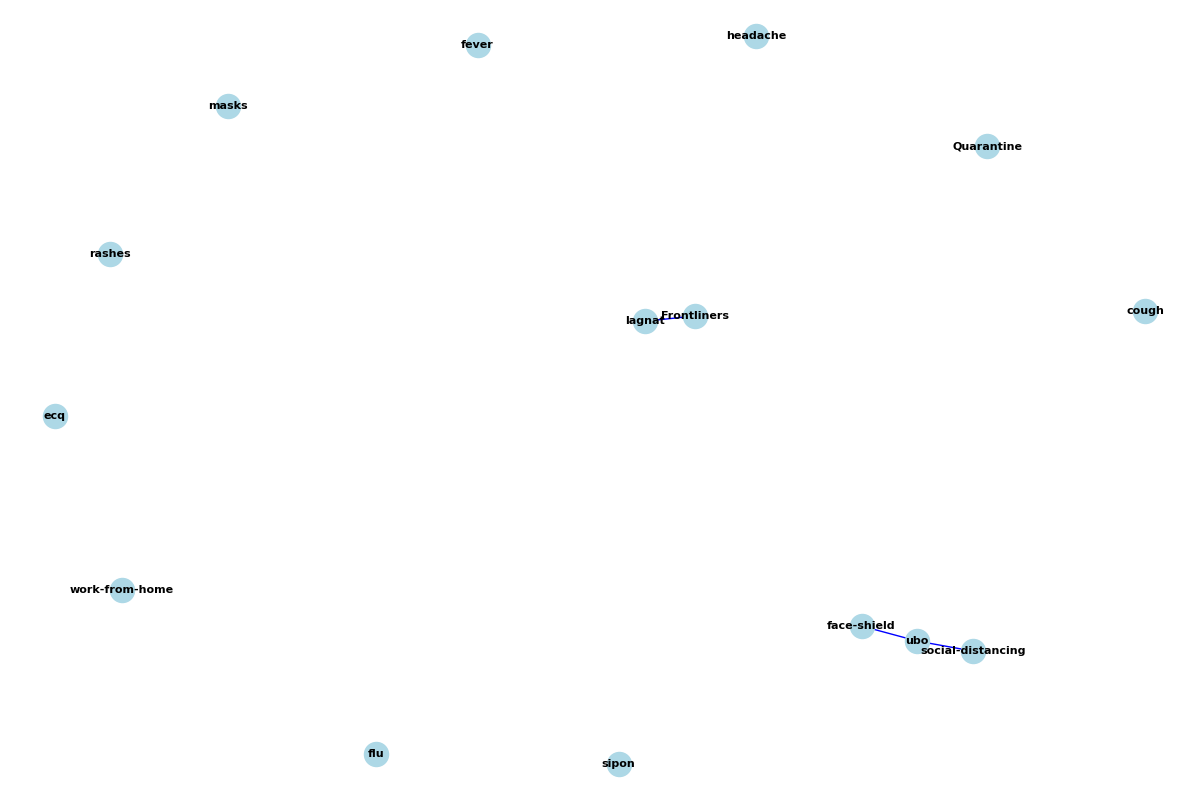 headache
fever
masks
Quarantine
rashes
cough
Frontliners
lagnat
ecq
work-from-home
face-shield
ubo
social-distancing
flu
sipon